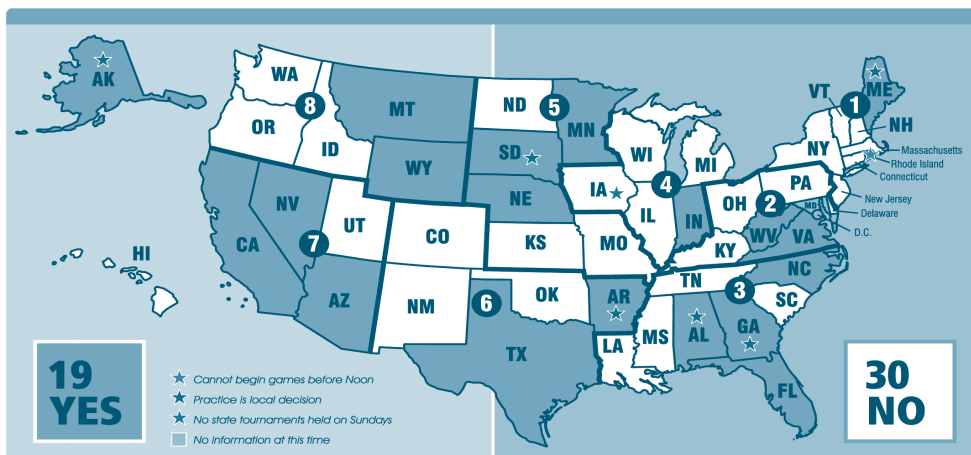 AK
WA
OR
ID
8
MT
WY
NV
CA
7
UT
AZ
CO
NM
HI
ND
5
MN
SD
NE
KS
IA
WI
4
MI
IL
IN
MO
OH
KY
2
PA
WV
VA
MD
NY
VT
1
ME
NH
Massachusetts
Rhode Island
Connecticut
New Jersey
Delaware
D.C.
6
OK
TX
AR
LA
TN
3
NC
SC
MS
AL
GA
FL
19
YES
Cannot begin games before Noon
Practice is local decision
No state tournaments held on Sundays
No information at this time
30
NO